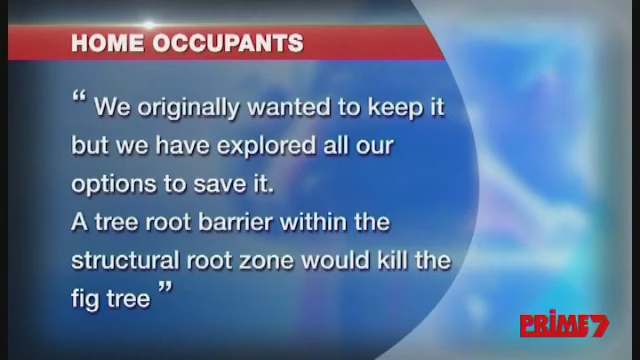 HOME OCCUPANTS
“ We originally wanted to keep it
but we have explored all our
options to save it.
A tree root barrier within the
structural root zone would kill the
fig tree ”
PRIME7